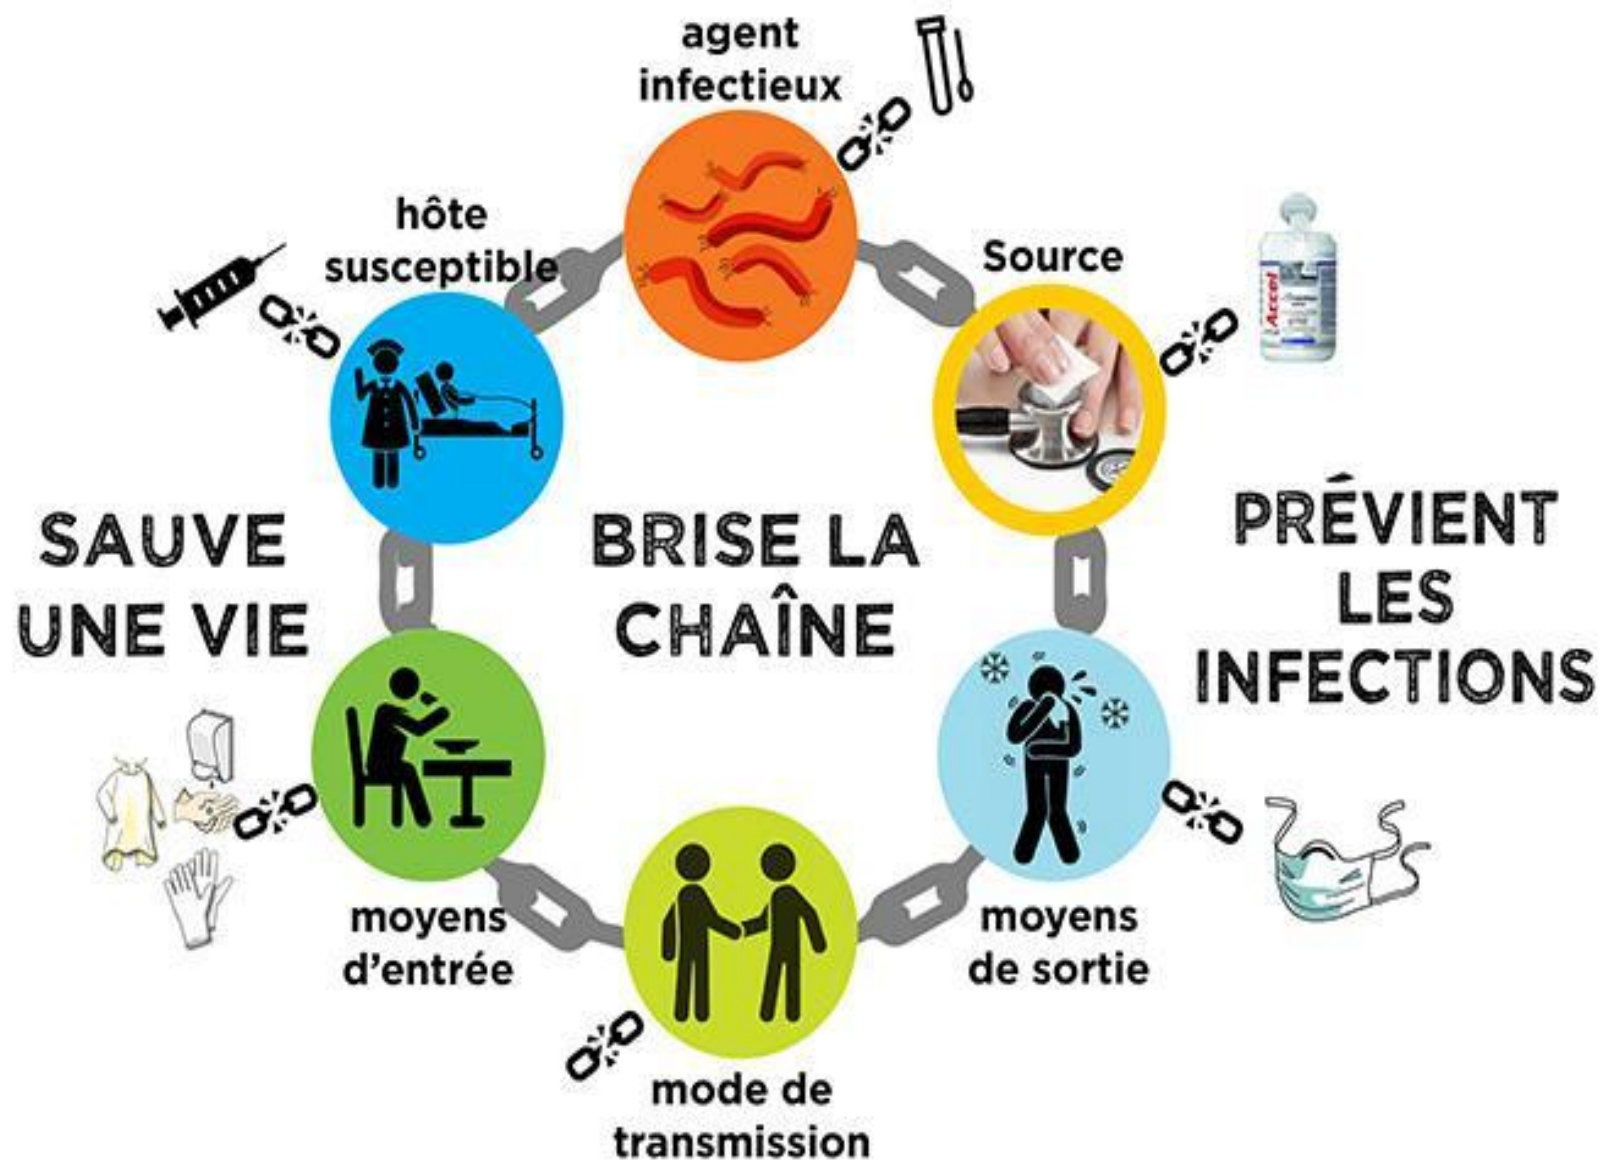 agent
infectieux
hôte
susceptible
Source
Accel
SAUVE
UNE VIE
BRISE LA
CHAÎNE
PRÉVIENT
LES
INFECTIONS
moyens
d'entrée
moyens
de sortie
mode de
transmission